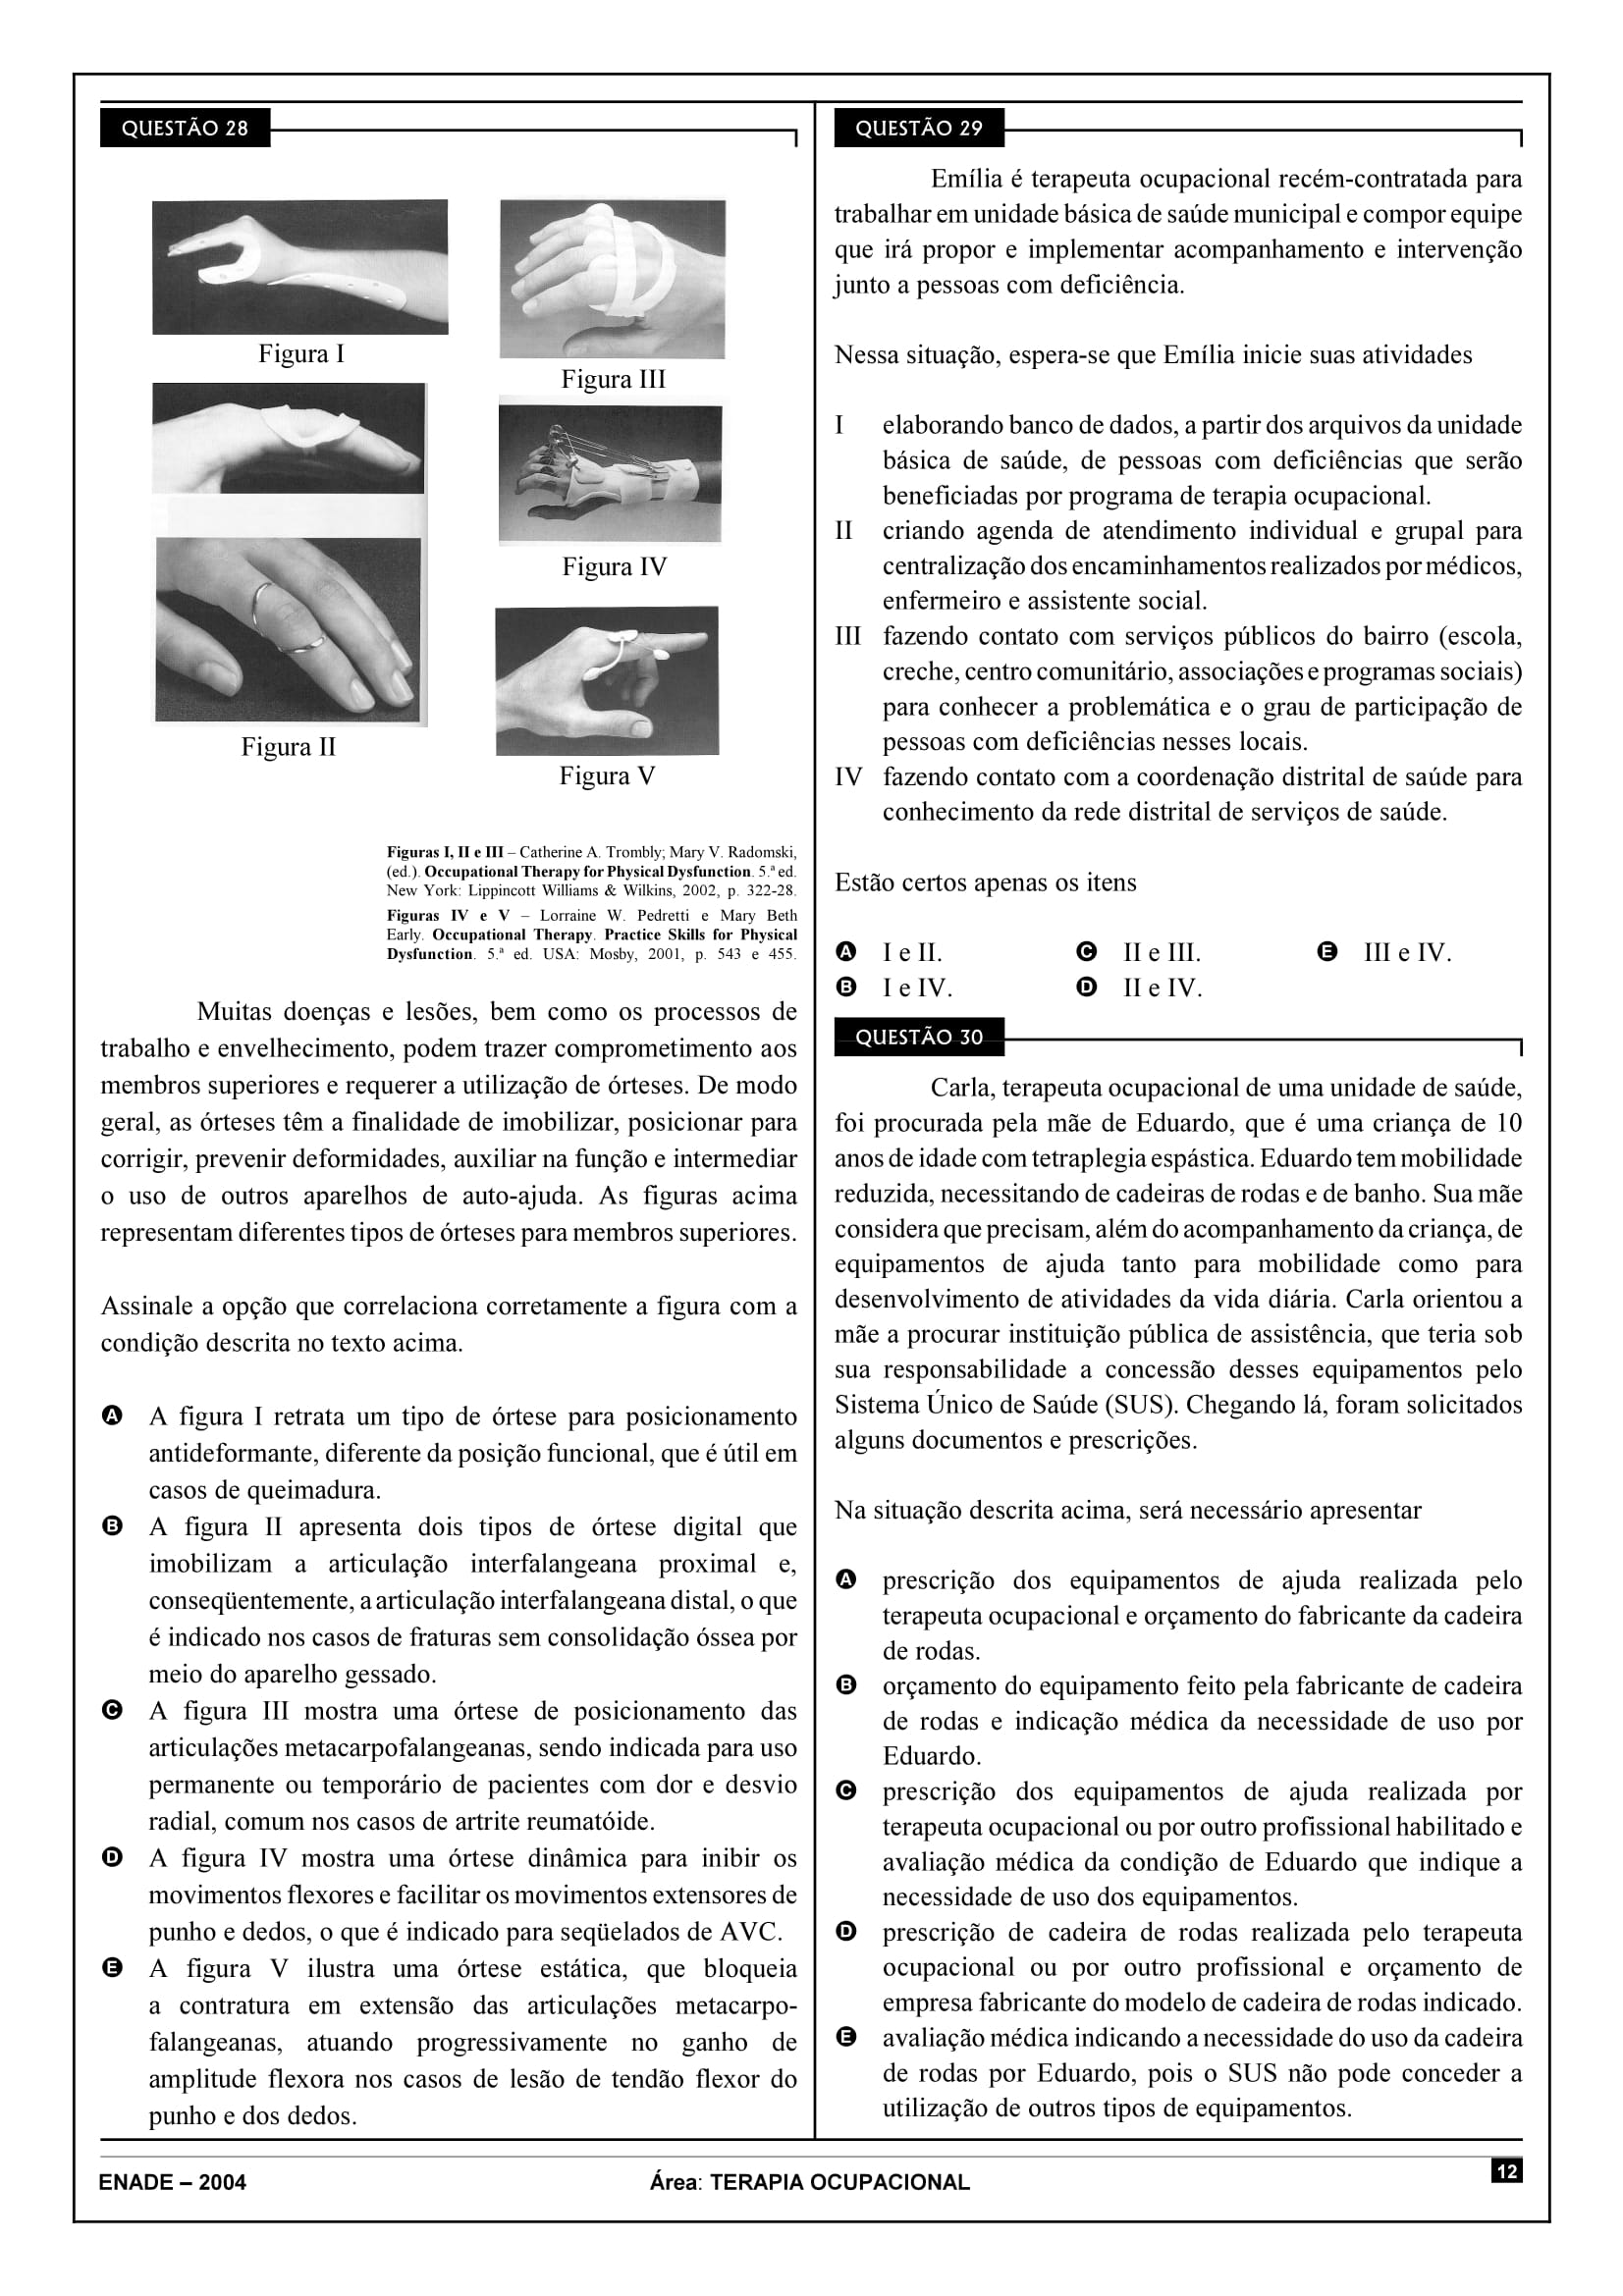 QUESTÃO 28
Figura I
Figura III
Figura IV
Figura II
Figura V
Figuras I, II e III – Catherine A. Trombly; Mary V. Radomski,
(ed.). Occupational Therapy for Physical Dysfunction. 5.ª ed.
New York: Lippincott Williams & Wilkins, 2002, p. 322-28.
Figuras IV e V – Lorraine W. Pedretti e Mary Beth
Early. Occupational Therapy. Practice Skills for Physical
Dysfunction. 5.ª ed. USA: Mosby, 2001, p. 543 e 455.
Muitas doenças e lesões, bem como os processos de
trabalho e envelhecimento, podem trazer comprometimento aos
membros superiores e requerer a utilização de órteses. De modo
geral, as órteses têm a finalidade de imobilizar, posicionar para
corrigir, prevenir deformidades, auxiliar na função e intermediar
o uso de outros aparelhos de auto-ajuda. As figuras acima
representam diferentes tipos de órteses para membros superiores.
Assinale a opção que correlaciona corretamente a figura com a
condição descrita no texto acima.
A A figura I retrata um tipo de órtese para posicionamento
antideformante, diferente da posição funcional, que é útil em
casos de queimadura.
B A figura II apresenta dois tipos de órtese digital que
imobilizam a articulação interfalangeana proximal e,
conseqüentemente, a articulação interfalangeana distal, o que
é indicado nos casos de fraturas sem consolidação óssea por
meio do aparelho gessado.
C A figura III mostra uma órtese de posicionamento das
articulações metacarpofalangeanas, sendo indicada para uso
permanente ou temporário de pacientes com dor e desvio
radial, comum nos casos de artrite reumatóide.
D A figura IV mostra uma órtese dinâmica para inibir os
movimentos flexores e facilitar os movimentos extensores de
punho e dedos, o que é indicado para seqüelados de AVC.
E A figura V ilustra uma órtese estática, que bloqueia
a contratura em extensão das articulações metacarpo-
falangeanas, atuando progressivamente no ganho de
amplitude flexora nos casos de lesão de tendão flexor do
punho e dos dedos.
QUESTÃO 29
Emília é terapeuta ocupacional recém-contratada para
trabalhar em unidade básica de saúde municipal e compor equipe
que irá propor e implementar acompanhamento e intervenção
junto a pessoas com deficiência.
Nessa situação, espera-se que Emília inicie suas atividades
I elaborando banco de dados, a partir dos arquivos da unidade
básica de saúde, de pessoas com deficiências que serão
beneficiadas por programa de terapia ocupacional.
II criando agenda de atendimento individual e grupal para
centralização dos encaminhamentos realizados por médicos,
enfermeiro e assistente social.
III fazendo contato com serviços públicos do bairro (escola,
creche, centro comunitário, associações e programas sociais)
para conhecer a problemática e o grau de participação de
pessoas com deficiências nesses locais.
IV fazendo contato com a coordenação distrital de saúde para
conhecimento da rede distrital de serviços de saúde.
Estão certos apenas os itens
A I e II. C II e III. E III e IV.
B I e IV. D II e IV.
QUESTÃO 30
Carla, terapeuta ocupacional de uma unidade de saúde,
foi procurada pela mãe de Eduardo, que é uma criança de 10
anos de idade com tetraplegia espástica. Eduardo tem mobilidade
reduzida, necessitando de cadeiras de rodas e de banho. Sua mãe
considera que precisam, além do acompanhamento da criança, de
equipamentos de ajuda tanto para mobilidade como para
desenvolvimento de atividades da vida diária. Carla orientou a
mãe a procurar instituição pública de assistência, que teria sob
sua responsabilidade a concessão desses equipamentos pelo
Sistema Único de Saúde (SUS). Chegando lá, foram solicitados
alguns documentos e prescrições.
Na situação descrita acima, será necessário apresentar
A prescrição dos equipamentos de ajuda realizada pelo
terapeuta ocupacional e orçamento do fabricante da cadeira
de rodas.
B orçamento do equipamento feito pela fabricante de cadeira
de rodas e indicação médica da necessidade de uso por
Eduardo.
C prescrição dos equipamentos de ajuda realizada por
terapeuta ocupacional ou por outro profissional habilitado e
avaliação médica da condição de Eduardo que indique a
necessidade de uso dos equipamentos.
D prescrição de cadeira de rodas realizada pelo terapeuta
ocupacional ou por outro profissional e orçamento de
empresa fabricante do modelo de cadeira de rodas indicado.
E avaliação médica indicando a necessidade do uso da cadeira
de rodas por Eduardo, pois o SUS não pode conceder a
utilização de outros tipos de equipamentos.
ENADE – 2004
Área: TERAPIA OCUPACIONAL
12